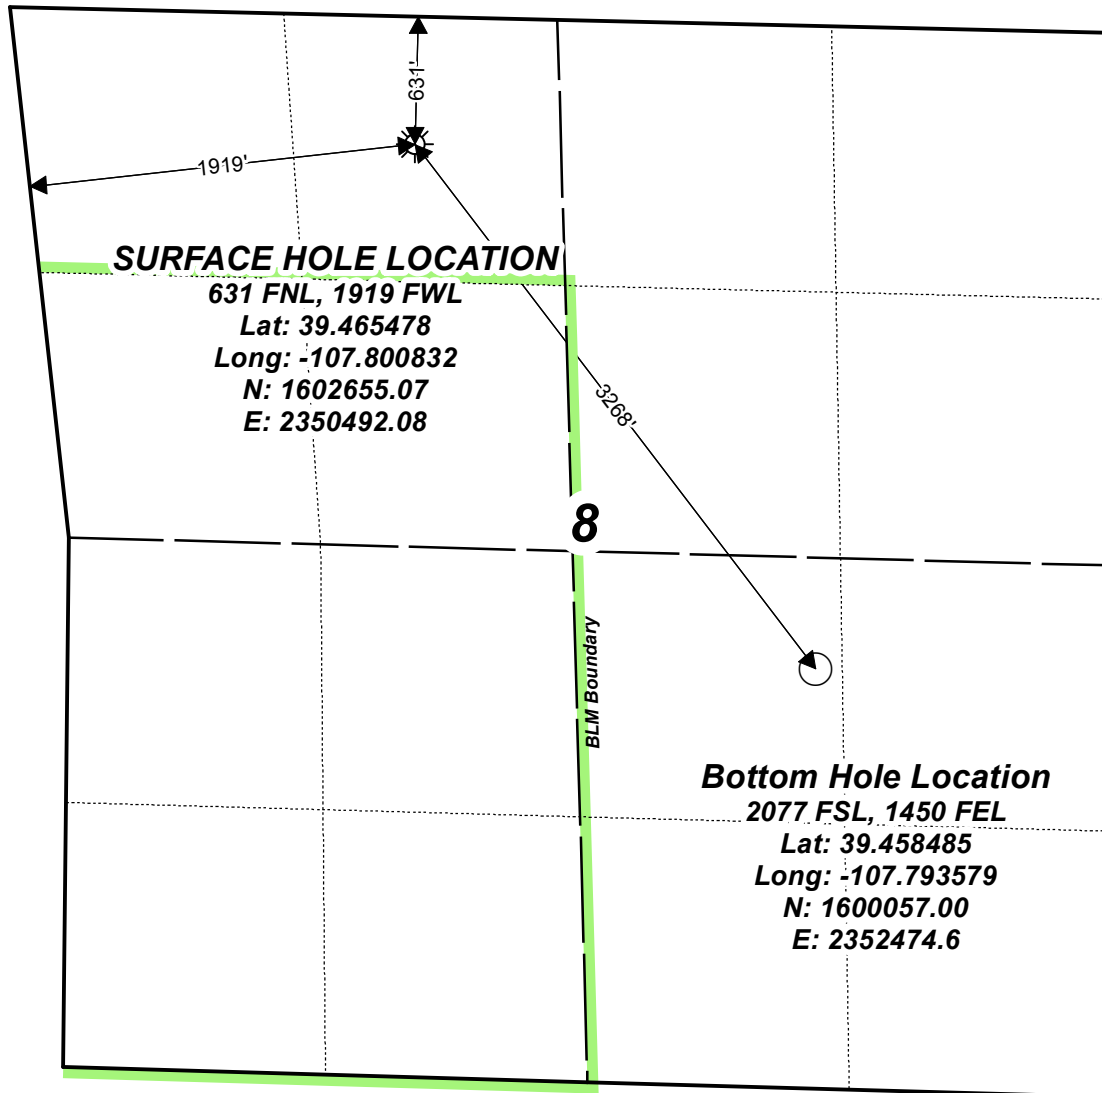 631'
1919'
SURFACE HOLE LOCATION
631 FNL, 1919 FWL
Lat: 39.465478
Long: -107.800832
N: 1602655.07
E: 2350492.08
3268'
8
BLM Boundary
Bottom Hole Location
2077 FSL, 1450 FEL
Lat: 39.458485
Long: -107.793579
N: 1600057.00
E: 2352474.6